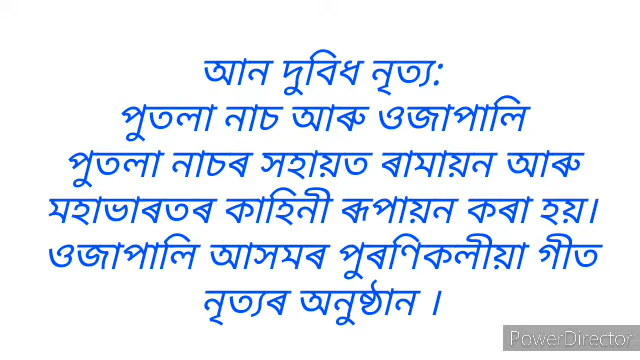 আন দুবিধ নৃত্য:
পুতলা নাচ আৰু ওজাপালি
পুতলা নাচৰ সহায়ত ৰামায়ন আৰু
মহাভাৰতৰ কাহিনী ৰূপায়ন কৰা হয়।
ওজাপালি আসমৰ পুৰণিকলীয়া গীত
নৃত্যৰ অনুষ্ঠান ।
PowerDirector